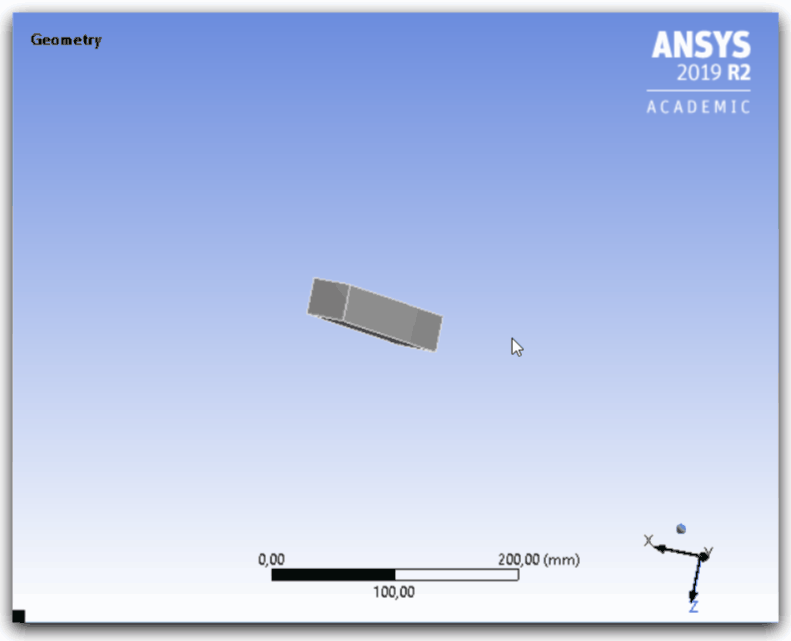 Geometry
ANSYS
2019 R2
ACADEMIC
0,00
200,00 (mm)
100,00
X
Y
Z